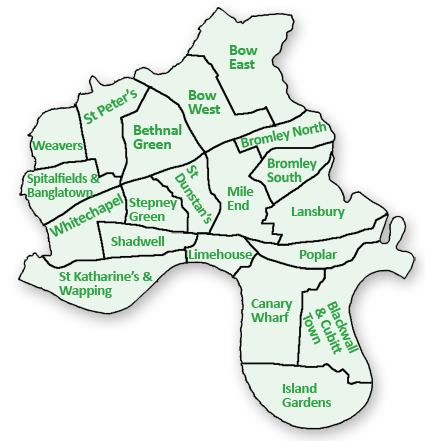 Bow
East
St Peter's
Bow
West
Bethnal
Green
Bromley North
Weavers
Bromley
South
Spitalfields &
Banglatown
St
Dunstan's
Mile
End
Whitechapel
Stepney
Green
Lansbury
Shadwell
Limehouse
Poplar
St Katharine's &
Wapping
Canary
Wharf
Blackwall
& Cubitt
Town
Island
Gardens